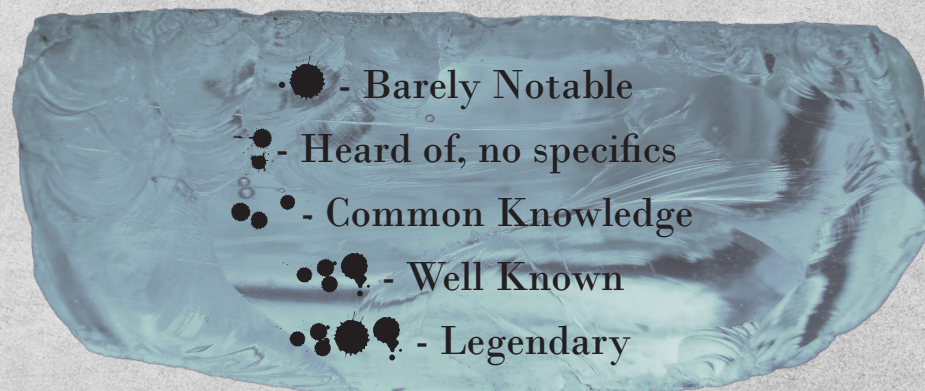 - Barely Notable
- Heard of, no specifics
- Common Knowledge
- Well Known
- Legendary